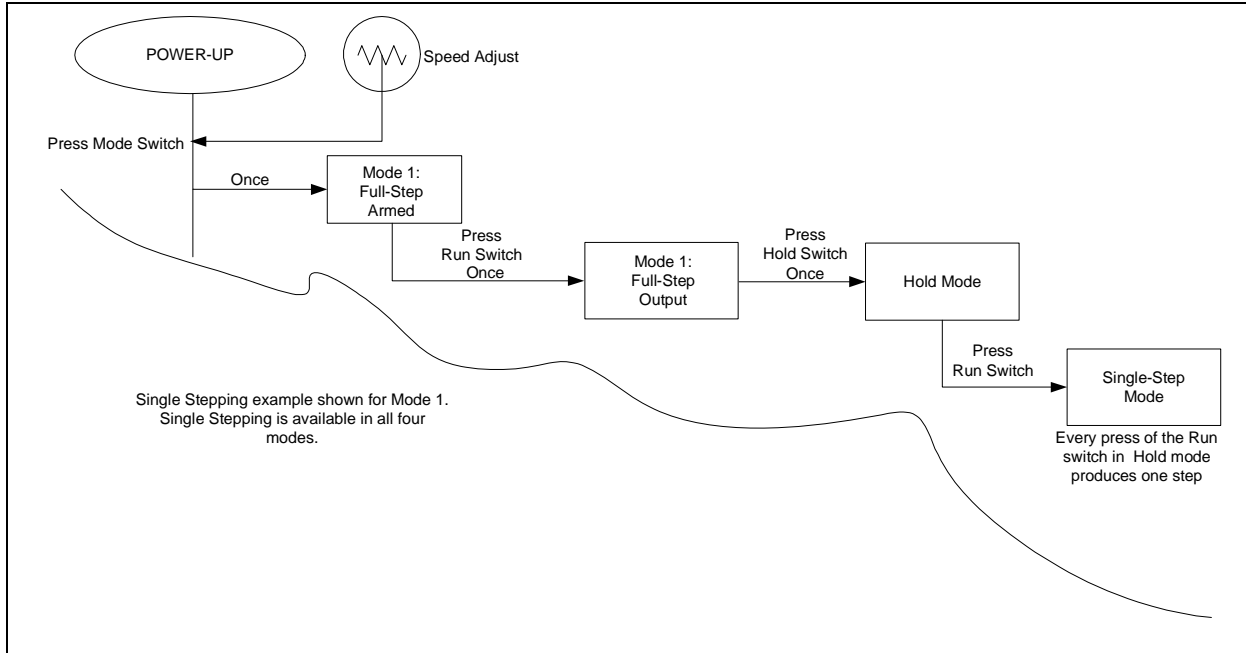 POWER-UP
Speed Adjust
Press Mode Switch
Once
Mode 1:
Full-Step
Armed
Press
Run Switch
Once
Mode 1:
Full-Step
Output
Press
Hold Switch
Once
Hold Mode
Press
Run Switch
Single-Step
Mode
Every press of the Run
switch in Hold mode
produces one step
Single Stepping example shown for Mode 1.
Single Stepping is available in all four
modes.